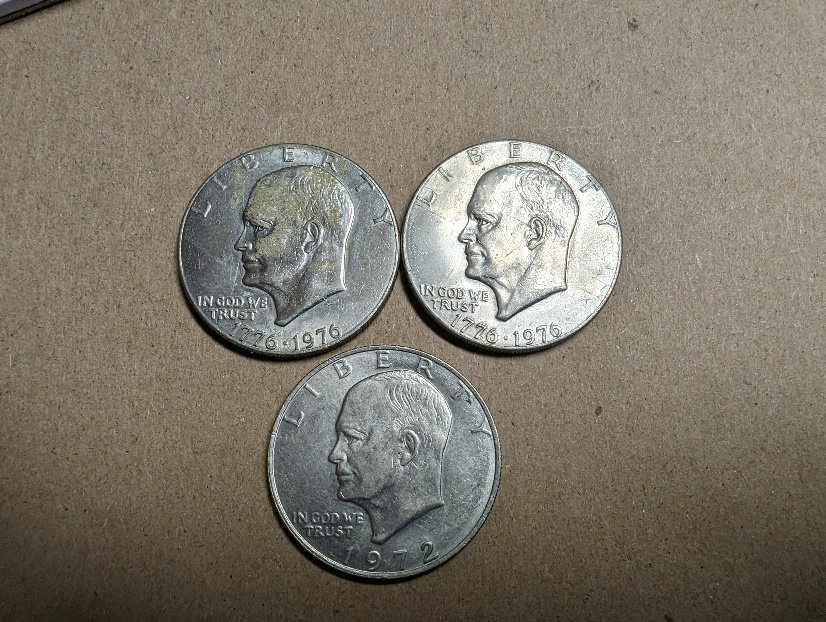 LIBERTY
IN GOD WE
TRUST
1776·1976
LIBERTY
IN GOD WE
TRUST
1776·1976
LIBERTY
IN GOD WE
TRUST
1972